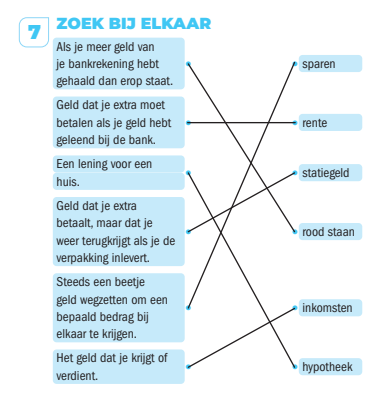 7 ZOEK BIJ ELKAAR
Als je meer geld van
je bankrekening hebt
gehaald dan erop staat.
Geld dat je extra moet
betalen als je geld hebt
geleend bij de bank.
Een lening voor een
huis.
Geld dat je extra
betaalt, maar dat je
weer terugkrijgt als je de
verpakking inlevert.
Steeds een beetje
geld wegzetten om een
bepaald bedrag bij
elkaar te krijgen.
Het geld dat je krijgt of
verdient.
sparen
rente
statiegeld
rood staan
inkomsten
hypotheek